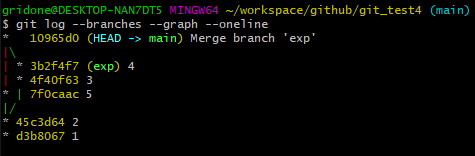 gridone@DESKTOP-NAN7DT5 MINGW64 ~/workspace/github/git_test4 (main)
$ git log --branches --graph --oneline
*   10965d0 (HEAD -> main) Merge branch 'exp'
|\
| * 3b2f4f7 (exp) 4
| * 4f40f63 3
* | 7f0caac 5
|/
* 45c3d64 2
* d3b8067 1